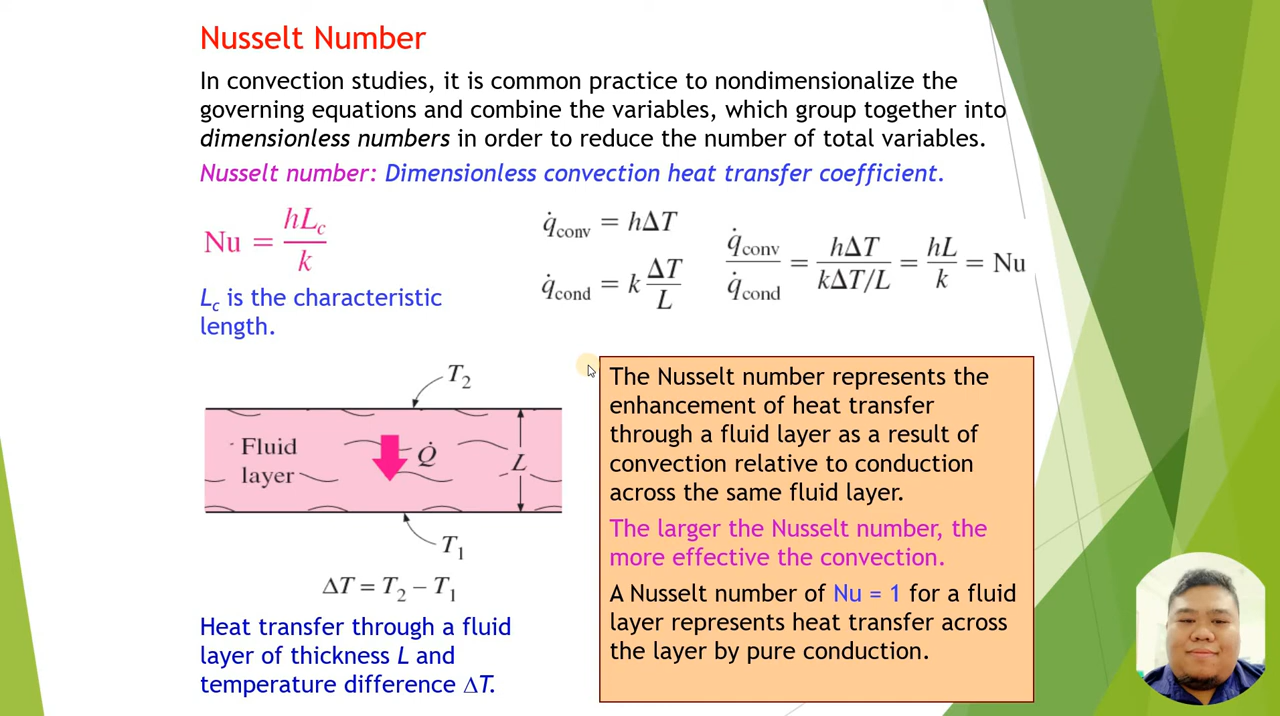 Nusselt Number
In convection studies, it is common practice to nondimensionalize the
governing equations and combine the variables, which group together into
dimensionless numbers in order to reduce the number of total variables.
Nusselt number: Dimensionless convection heat transfer coefficient.
Nu = hL_c / k
L_c is the characteristic
length.
q̇_conv = hΔT
q̇_cond = k ΔT / L
q̇_conv / q̇_cond = hΔT / kΔT/L = hL / k = Nu
T₂
Fluid
layer
Q̇
L
T₁
ΔT = T₂ − T₁
Heat transfer through a fluid
layer of thickness L and
temperature difference ΔT.
The Nusselt number represents the
enhancement of heat transfer
through a fluid layer as a result of
convection relative to conduction
across the same fluid layer.
The larger the Nusselt number, the
more effective the convection.
A Nusselt number of Nu = 1 for a fluid
layer represents heat transfer across
the layer by pure conduction.